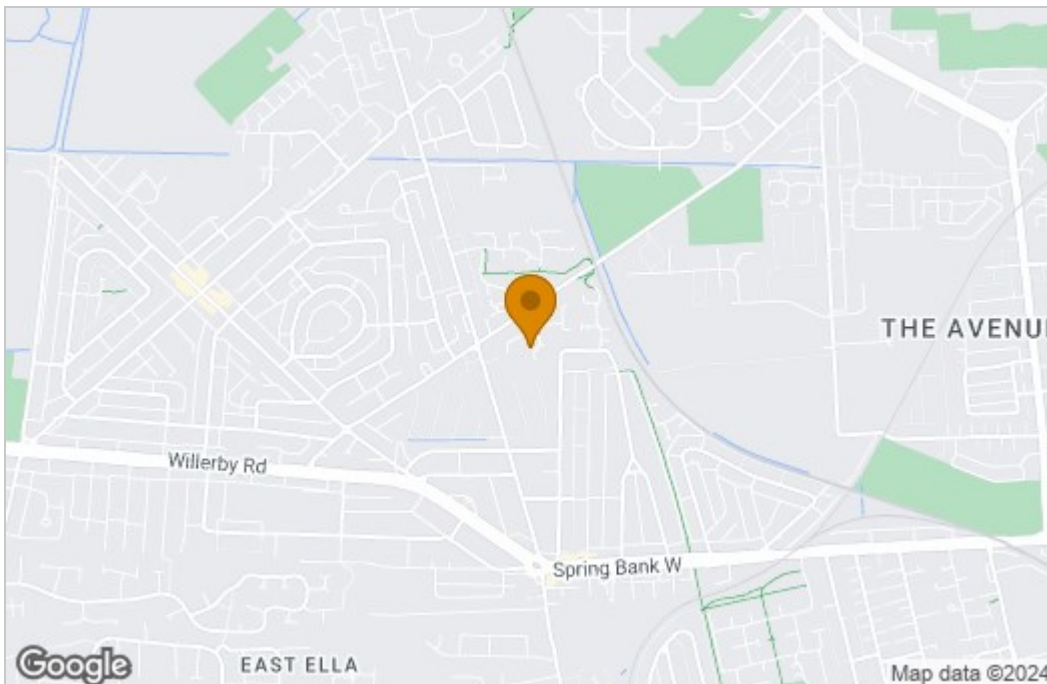 THE AVENU
Willerby Rd
Spring Bank W
EAST ELLA
Google
Map data ©2024